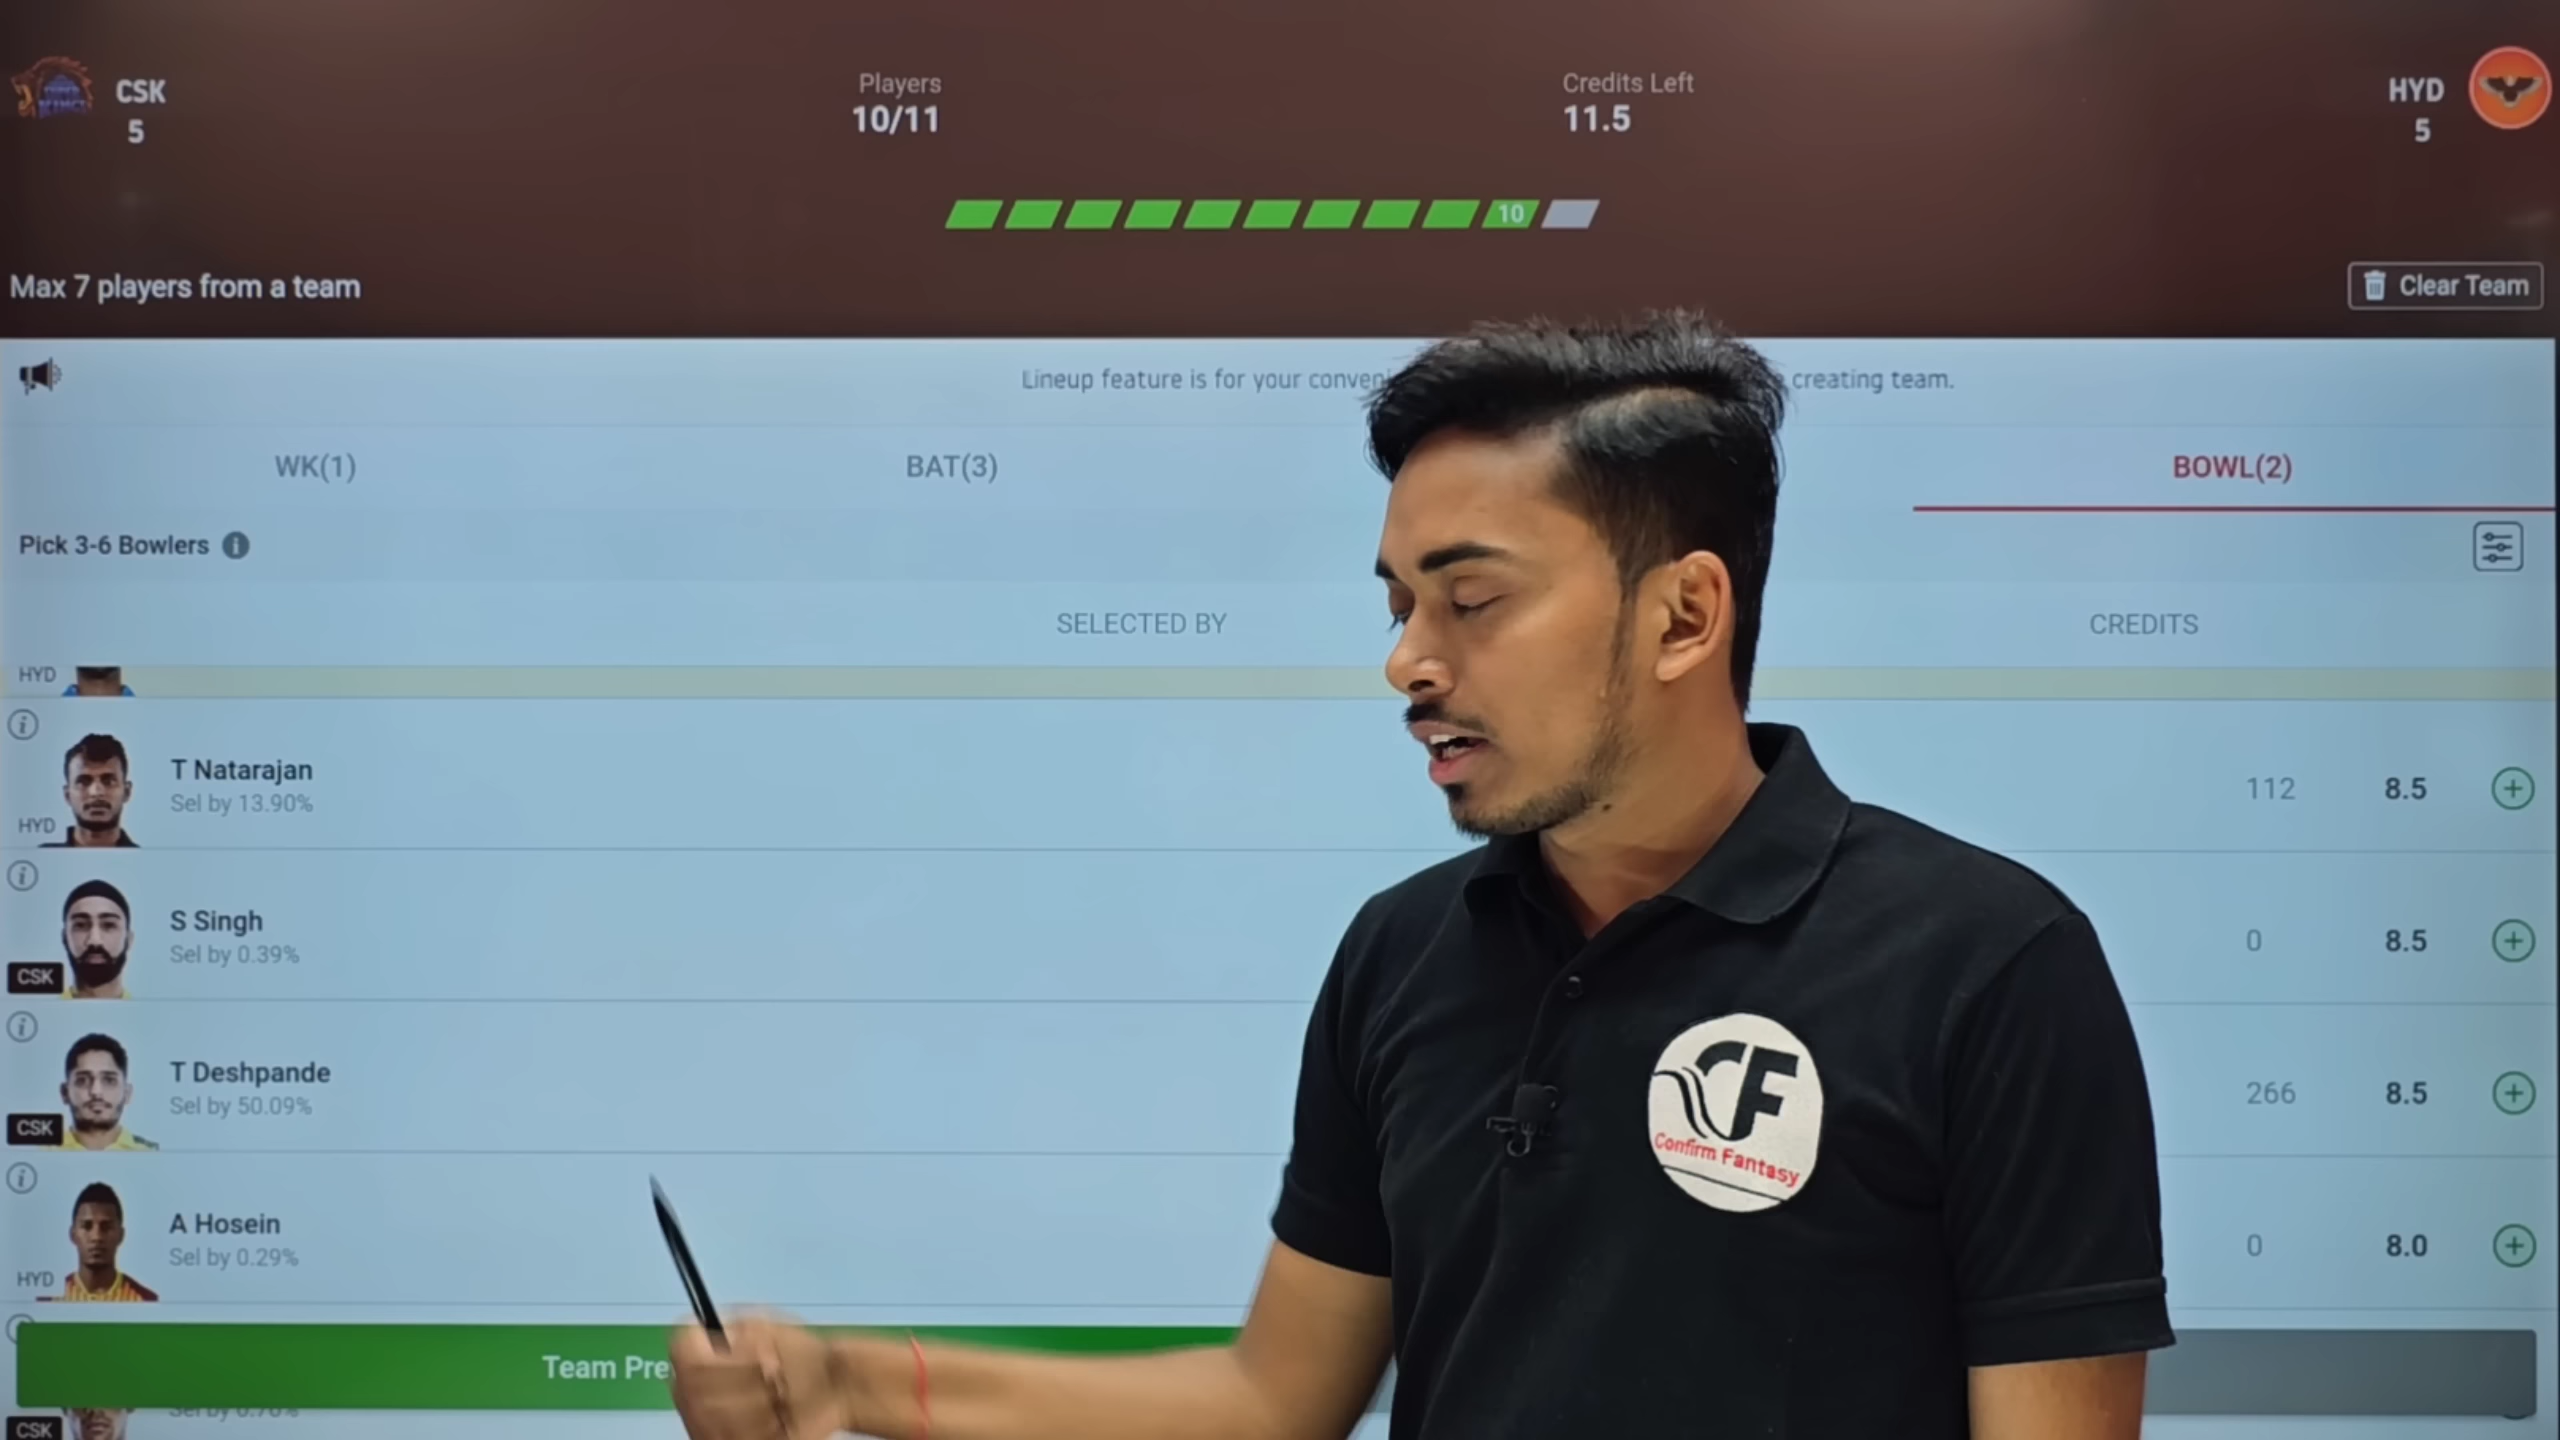 CSK
5
Players
10/11
Credits Left
11.5
HYD
5
10
Max 7 players from a team
Clear Team
Lineup feature is for your creating team.
WK(1)
BAT(3)
BOWL(2)
Pick 3-6 Bowlers
SELECTED BY
CREDITS
HYD
T Natarajan
Sel by 13.90%
HYD
112
8.5
S Singh
Sel by 0.39%
CSK
0
8.5
T Deshpande
Sel by 50.09%
CSK
266
8.5
A Hosein
Sel by 0.29%
HYD
0
8.0
Team Pre
CSK
CF
Confirm Fantasy